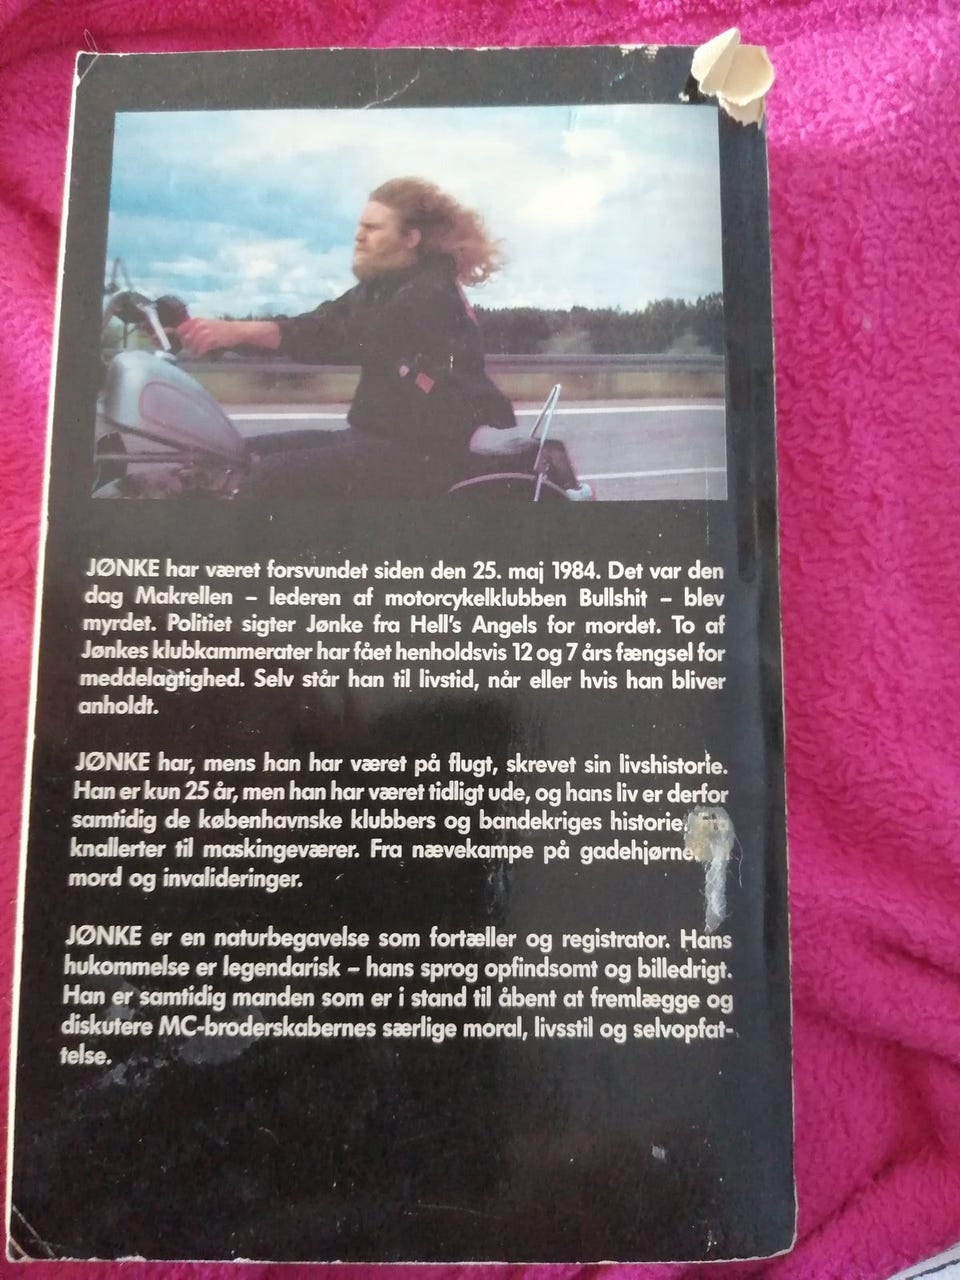 JØNKE har været forsvundet siden den 25. maj 1984. Det var den
dag Makrellen – lederen af motorcykelklubben Bullshit – blev
myrdet. Politiet sigter Jønke fra Hell's Angels for mordet. To af
Jønkes klubkammerater har fået henholdsvis 12 og 7 års fængsel for
meddelagtighed. Selv står han til livstid, når eller hvis han bliver
anholdt.
JØNKE har, mens han har været på flugt, skrevet sin livshistorie.
Han er kun 25 år, men han har været tidligt ude, og hans liv er derfor
samtidig de københavnske klubbers og bandekriges historie.
knallerter til maskingeværer. Fra nævekampe på
mord og invalideringer.
JØNKE er en naturbegavelse som fortæller og registrator. Hans
hukommelse er legendarisk – hans sprog opfindsomt og billedrigt.
Han er samtidig manden som er i stand til åbent at fremlægge og
diskutere MC-broderskabernes særlige moral, livsstil og selvopfat-
telse.